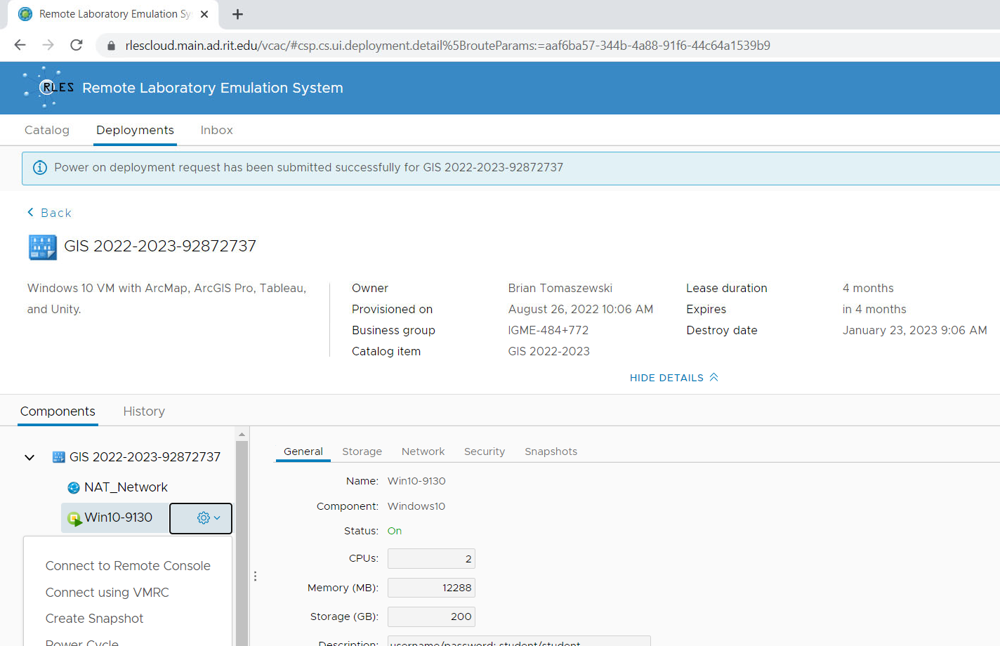 Remote Laboratory Emulation Sy
rlescloud.main.ad.rit.edu/vcac/#csp.cs.ui.deployment.detail%5BrouteParams:=aaf6ba57-344b-4a88-91f6-44c64a1539b9
RLES Remote Laboratory Emulation System
Catalog Deployments Inbox
Power on deployment request has been submitted successfully for GIS 2022-2023-92872737
Back
GIS 2022-2023-92872737
Windows 10 VM with ArcMap, ArcGIS Pro, Tableau,
and Unity.
Owner Brian Tomaszewski
Provisioned on August 26, 2022 10:06 AM
Business group IGME-484+772
Catalog item GIS 2022-2023
Lease duration 4 months
Expires in 4 months
Destroy date January 23, 2023 9:06 AM
HIDE DETAILS
Components History
GIS 2022-2023-92872737
NAT_Network
Win10-9130
Connect to Remote Console
Connect using VMRC
Create Snapshot
Power Cycle
General Storage Network Security Snapshots
Name: Win10-9130
Component: Windows10
Status: On
CPUs: 2
Memory (MB): 12288
Storage (GB): 200
Description: username/password: student/student